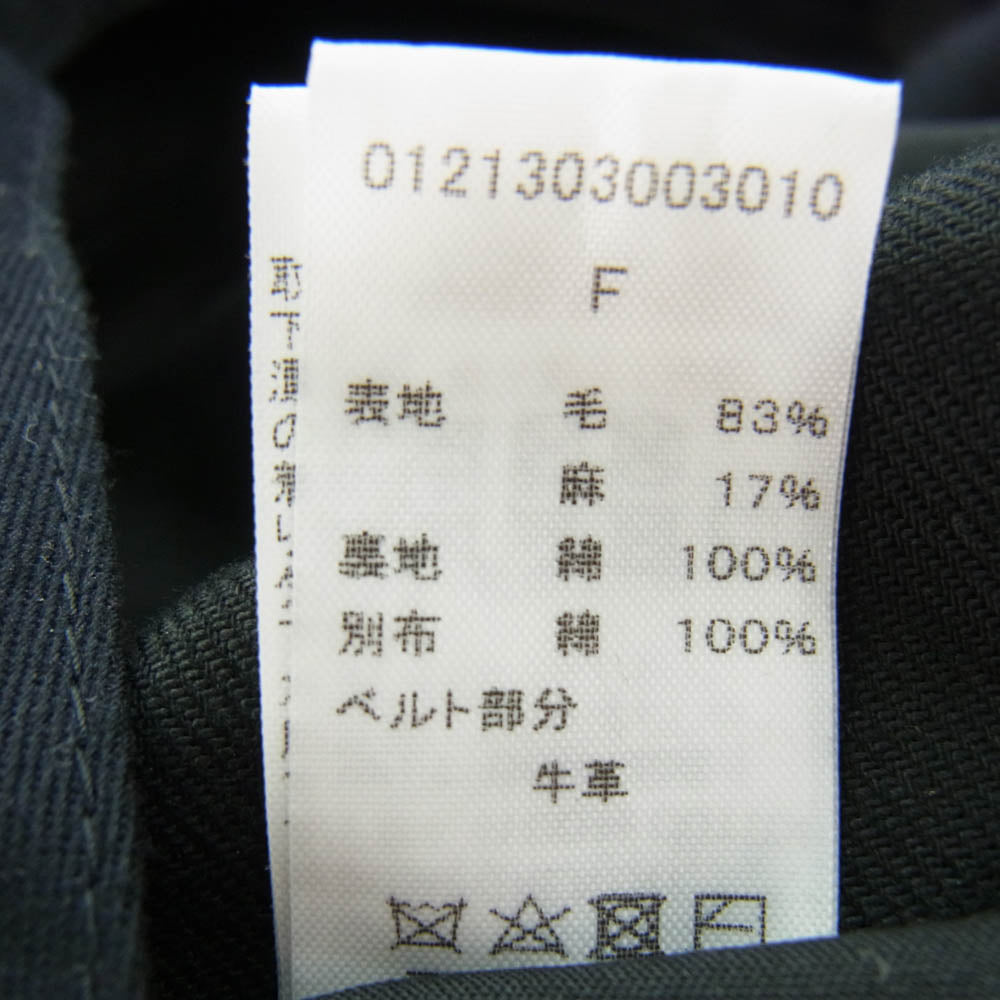 0121303003010
F
表地 毛 83%
麻 17%
裏地 綿 100%
別布 綿 100%
ベルト部分
牛革